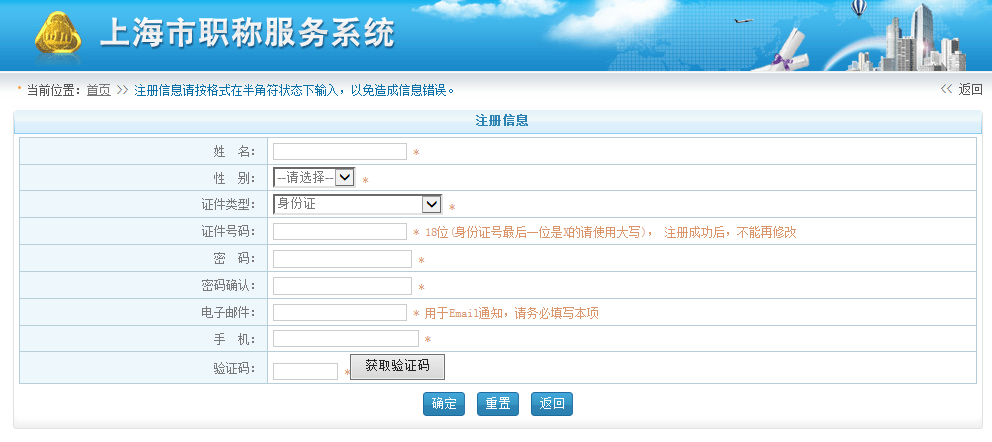 上海市职称服务系统
当前位置：首页 >> 注册信息请按格式在半角符状态下输入，以免造成信息错误。 << 返回
注册信息
姓 名： *
性 别： --请选择-- *
证件类型： 身份证 *
证件号码： * 18位(身份证号最后一位是X的请使用大写)， 注册成功后，不能再修改
密 码： *
密码确认： *
电子邮件： * 用于Email通知，请务必填写本项
手 机： *
验证码： * 获取验证码
确定 重置 返回